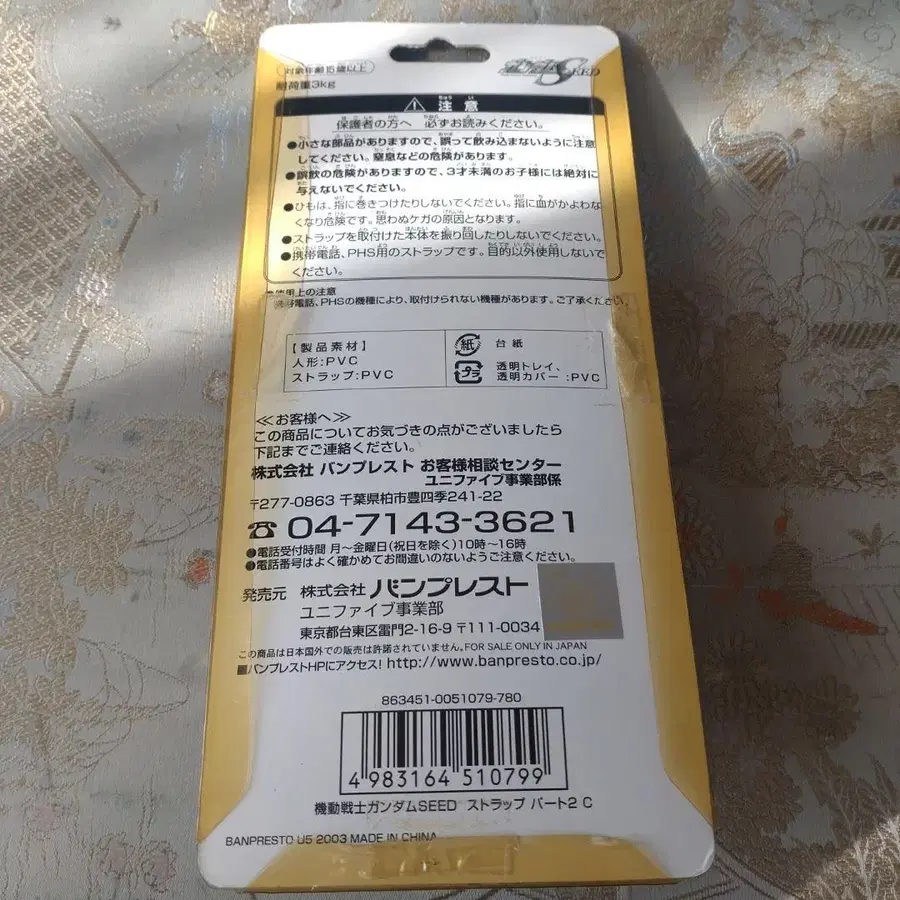 対象年齢15歳以上
耐荷重3kg
SEED
注意
保護者の方へ 必ずお読みください。
●小さな部品がありますので、誤って飲み込まないように注意
してください。窒息などの危険があります。
●誤飲の危険がありますので、3才未満のお子様には絶対に
与えないでください。
●ひもは、指に巻きつけたりしないでください。指に血がかよわな
くなり危険です。思わぬケガの原因となります。
●ストラップを取付けた本体を振り回したりしないでください。
●携帯電話、PHS用のストラップです。目的以外使用しないで
ください。
使用上の注意
携帯電話、PHSの機種により、取付けられない機種があります。ご了承ください。
【製品素材】
人形:PVC
ストラップ:PVC
紙 台紙
プラ 透明トレイ、
透明カバー :PVC
≪お客様へ≫
この商品についてお気づきの点がございましたら
下記までご連絡ください。
株式会社 バンプレスト お客様相談センター
ユニファイブ事業部係
〒277-0863 千葉県柏市豊四季241-22
☎ 04-7143-3621
●電話受付時間 月~金曜日(祝日を除く)10時~16時
●電話番号はよく確かめてお間違いのないようご注意ください。
発売元 株式会社 バンプレスト
ユニファイブ事業部
東京都台東区雷門2-16-9 〒111-0034
この商品は日本国外での販売は許諾されていません。FOR SALE ONLY IN JAPAN
■バンプレストHPにアクセス! http://www.banpresto.co.jp/
863451-0051079-780
4 983164 510799
機動戦士ガンダムSEED ストラップ パート2 C
BANPRESTO U5 2003 MADE IN CHINA